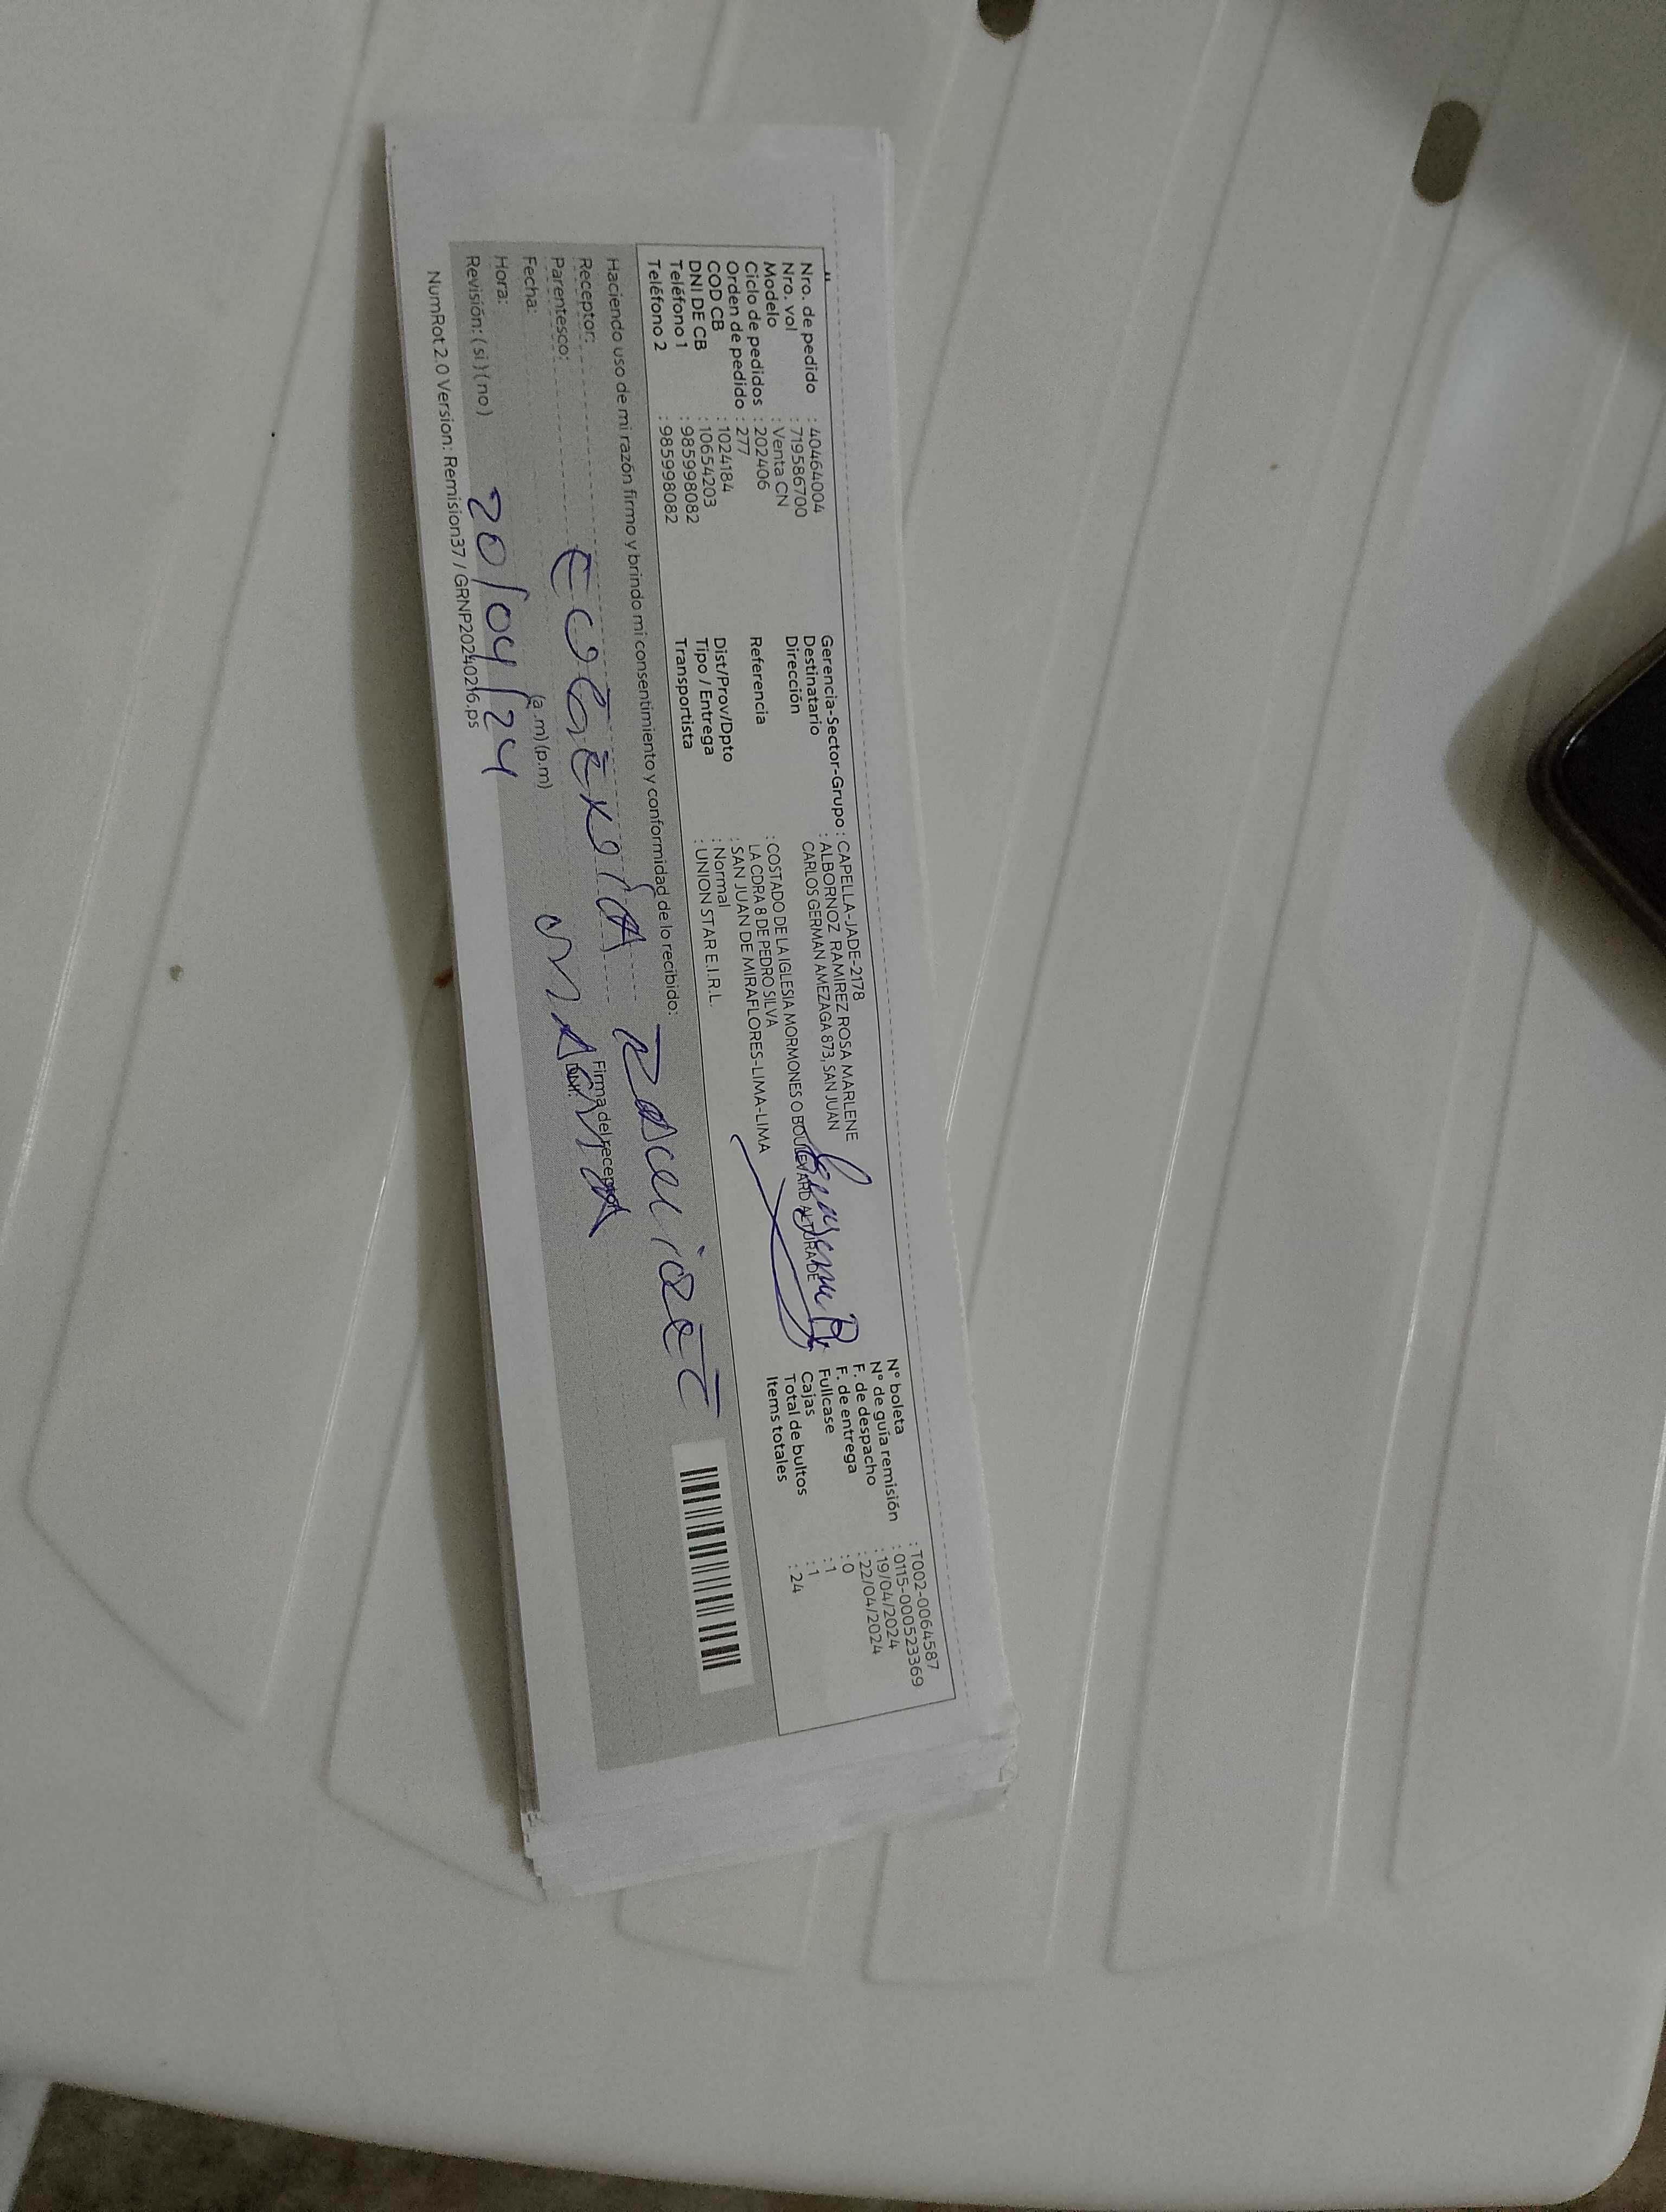 Nro. de pedido : 40464004
Nro. vol : 719586700
Modelo : Venta CN
Ciclo de pedidos : 202406
Orden de pedido : 277
COD CB : 1024184
DNI DE CB : 10654203
Teléfono 1 : 985998082
Teléfono 2 : 985998082
Gerencia-Sector-Grupo : CAPELLA-JADE-2178
Destinatario : ALBORNOZ RAMIREZ ROSA MARLENE
Dirección CARLOS GERMAN AMEZAGA 873, SAN JUAN
Referencia : COSTADO DE LA IGLESIA MORMONES O BOULEVARD ALTURA DE
LA CDRA 8 DE PEDRO SILVA
Dist/Prov/Dpto : SAN JUAN DE MIRAFLORES-LIMA-LIMA
Tipo / Entrega : Normal
Transportista : UNION STAR E.I.R.L.
N° boleta : T002-0064587
N° de guía remisión : 0115-000523369
F. de despacho : 19/04/2024
F. de entrega : 22/04/2024
Fullcase : 0
Cajas : 1
Total de bultos : 1
Items totales : 24
Haciendo uso de mi razón firmo y brindo mi consentimiento y conformidad de lo recibido:
Receptor:
Parentesco:
Fecha:
Hora: (a.m)(p.m)
Revisión: (si) (no)
Firma del receptor
DNI:
20/04/24
NumRot 2.0 Version: Remision37 / GRNP20240216.ps